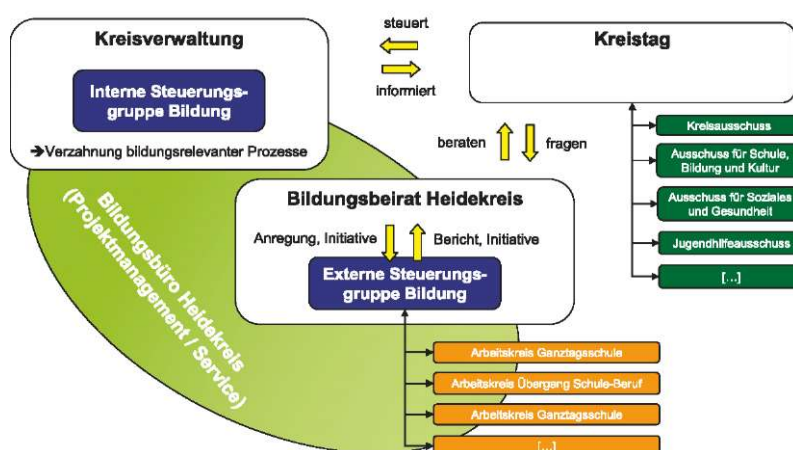 Kreisverwaltung
Interne Steuerungs-
gruppe Bildung
➔Verzahnung bildungsrelevanter Prozesse
steuert
informiert
Kreistag
beraten
fragen
Kreisausschuss
Ausschuss für Schule,
Bildung und Kultur
Ausschuss für Soziales
und Gesundheit
Jugendhilfeausschuss
[...]
Bildungsbeirat Heidekreis
Anregung, Initiative
Bericht, Initiative
Externe Steuerungs-
gruppe Bildung
Bildungsbüro Heidekreis
(Projektmanagement / Service)
Arbeitskreis Ganztagsschule
Arbeitskreis Übergang Schule-Beruf
Arbeitskreis Ganztagsschule
[...]